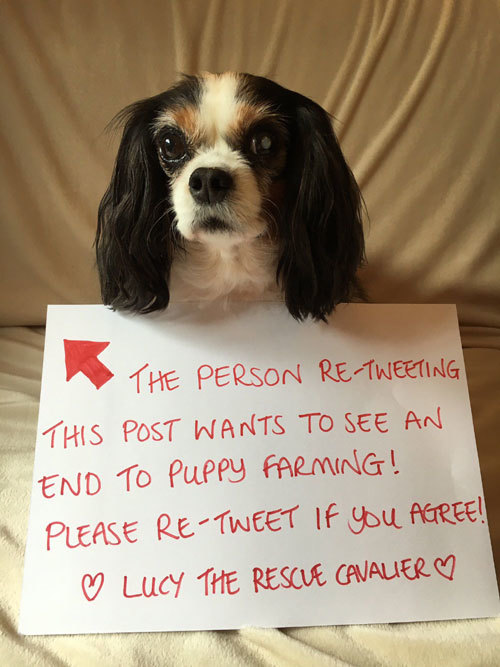 THE PERSON RE-TWEETING
THIS POST WANTS TO SEE AN
END TO PUPPY FARMING!
PLEASE RE-TWEET IF YOU AGREE!
♡ LUCY THE RESCUE CAVALIER ♡